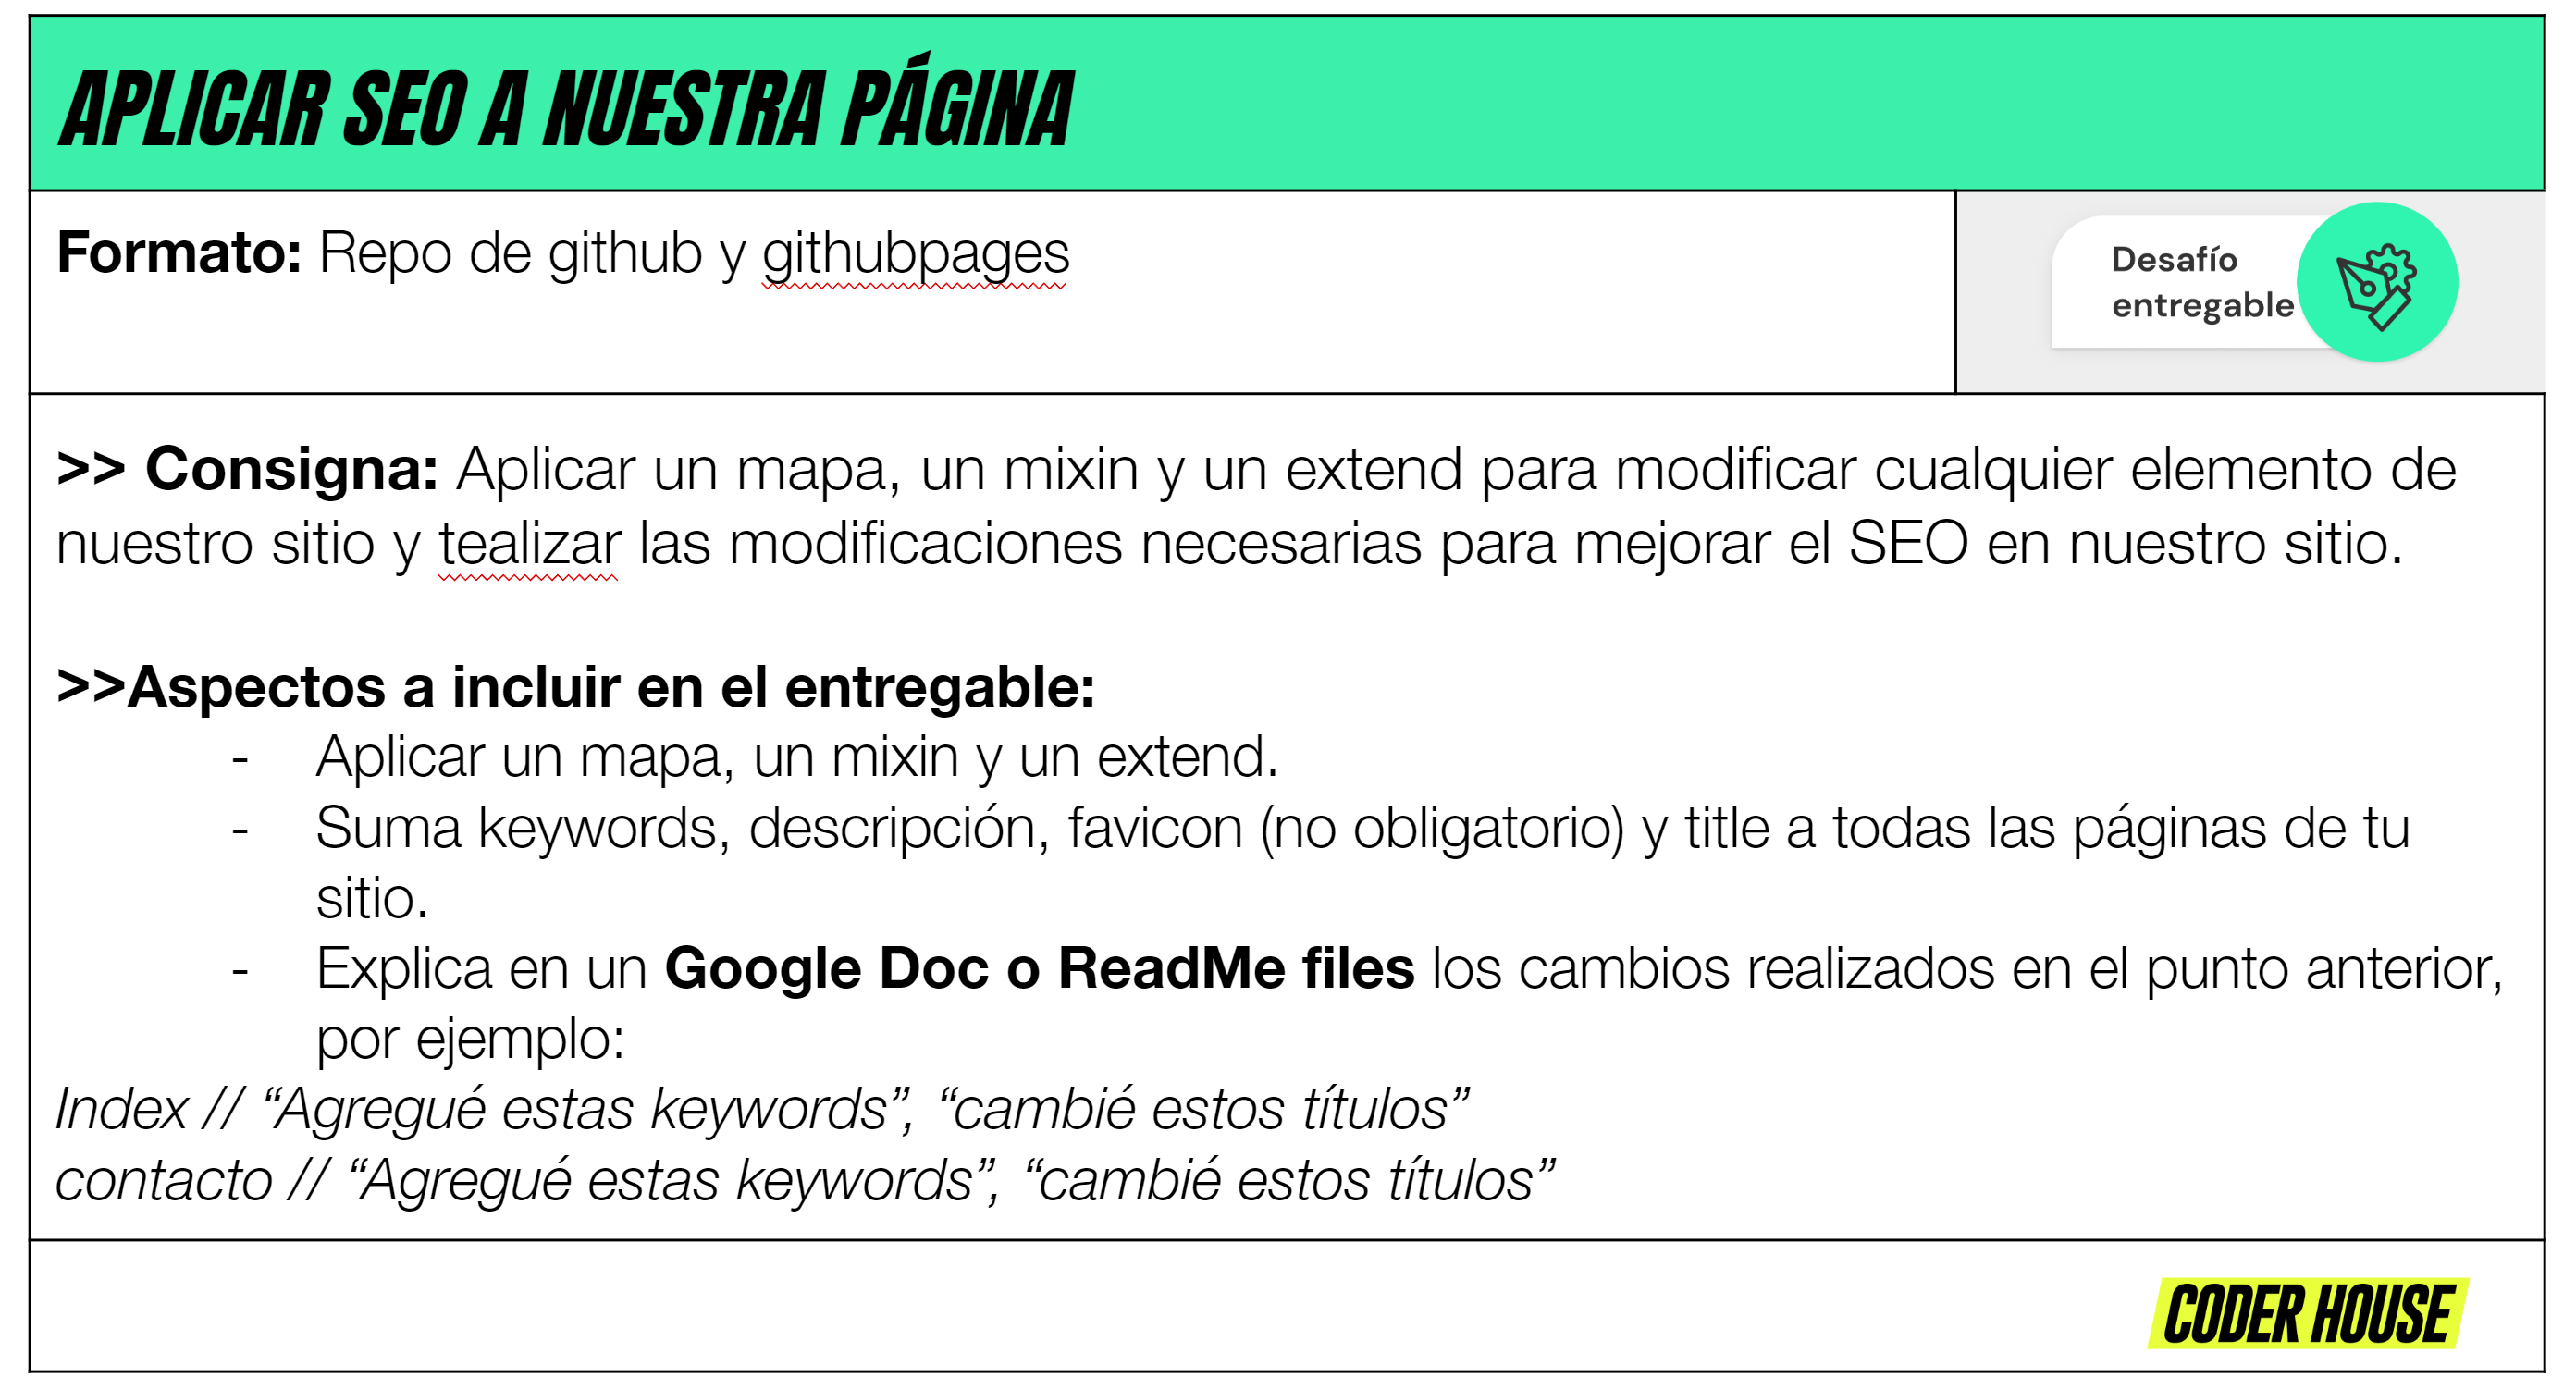 APLICAR SEO A NUESTRA PÁGINA
Formato: Repo de github y githubpages
Desafío
entregable
>> Consigna: Aplicar un mapa, un mixin y un extend para modificar cualquier elemento de
nuestro sitio y tealizar las modificaciones necesarias para mejorar el SEO en nuestro sitio.
>>Aspectos a incluir en el entregable:
- Aplicar un mapa, un mixin y un extend.
- Suma keywords, descripción, favicon (no obligatorio) y title a todas las páginas de tu
sitio.
- Explica en un Google Doc o ReadMe files los cambios realizados en el punto anterior,
por ejemplo:
Index // “Agregué estas keywords”, “cambié estos títulos”
contacto // “Agregué estas keywords”, “cambié estos títulos”
CODER HOUSE